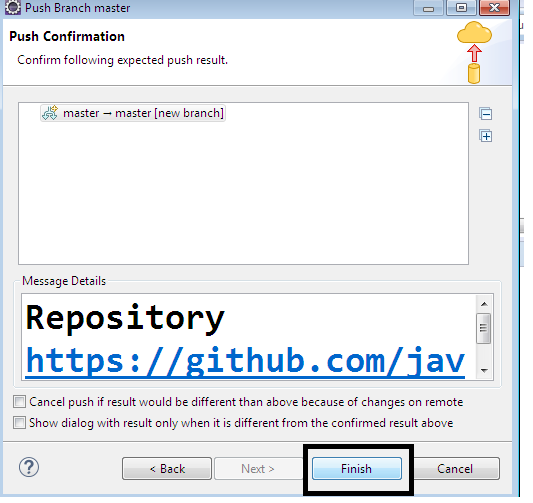 Push Branch master
Push Confirmation
Confirm following expected push result.
master → master [new branch]
Message Details
Repository
https://github.com/jav
Cancel push if result would be different than above because of changes on remote
Show dialog with result only when it is different from the confirmed result above
? < Back Next > Finish Cancel